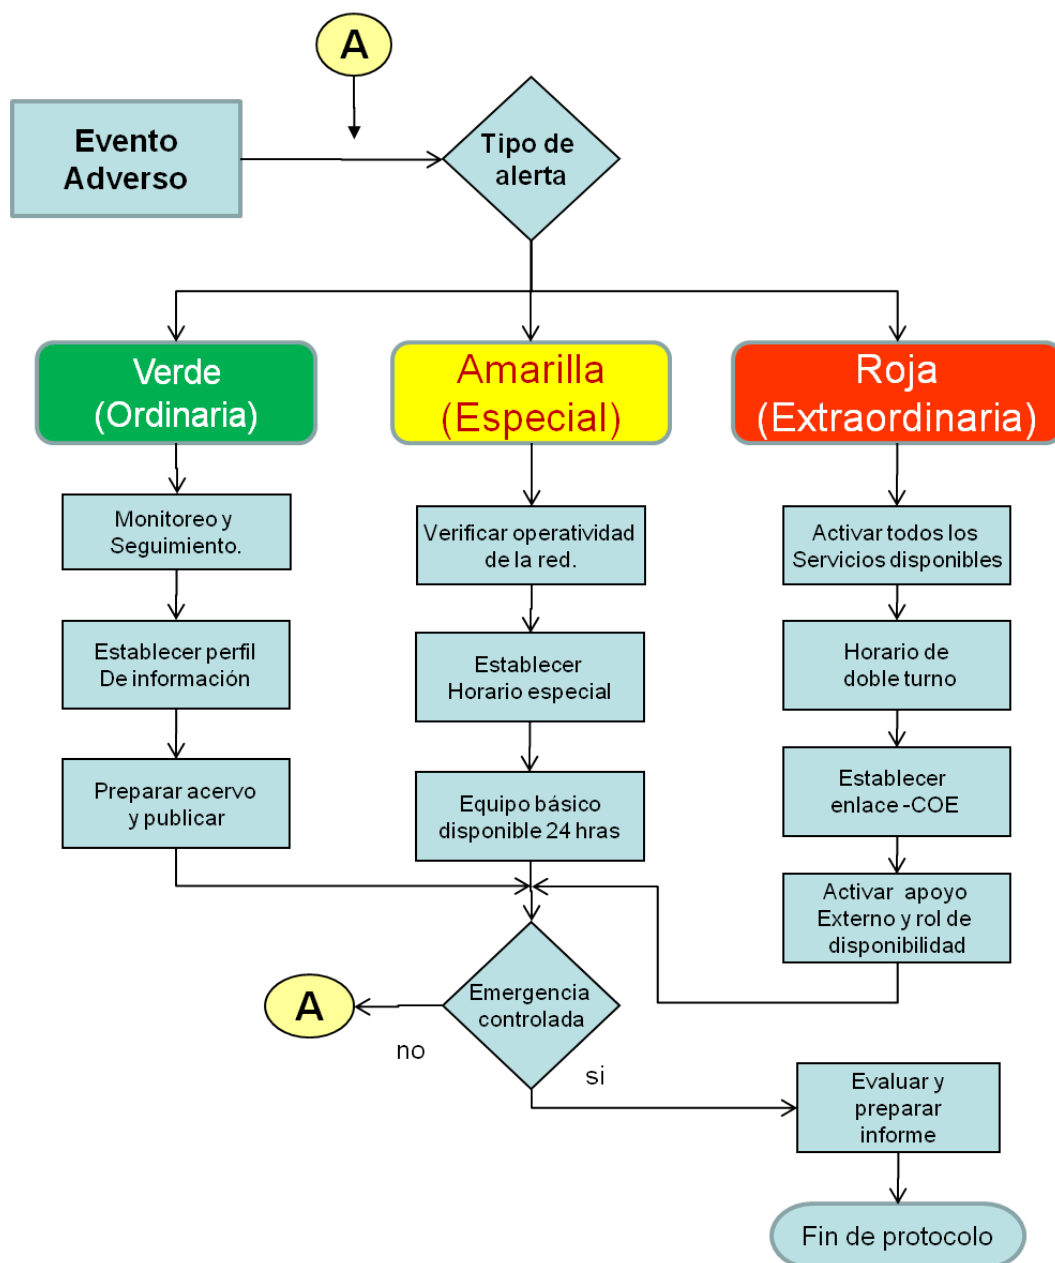 A
Evento
Adverso
Tipo de
alerta
Verde
(Ordinaria)
Amarilla
(Especial)
Roja
(Extraordinaria)
Monitoreo y
Seguimiento.
Verificar operatividad
de la red.
Activar todos los
Servicios disponibles
Establecer perfil
De información
Establecer
Horario especial
Horario de
doble turno
Preparar acervo
y publicar
Equipo básico
disponible 24 hras
Establecer
enlace -COE
Activar apoyo
Externo y rol de
disponibilidad
A
Emergencia
controlada
no
si
Evaluar y
preparar
informe
Fin de protocolo